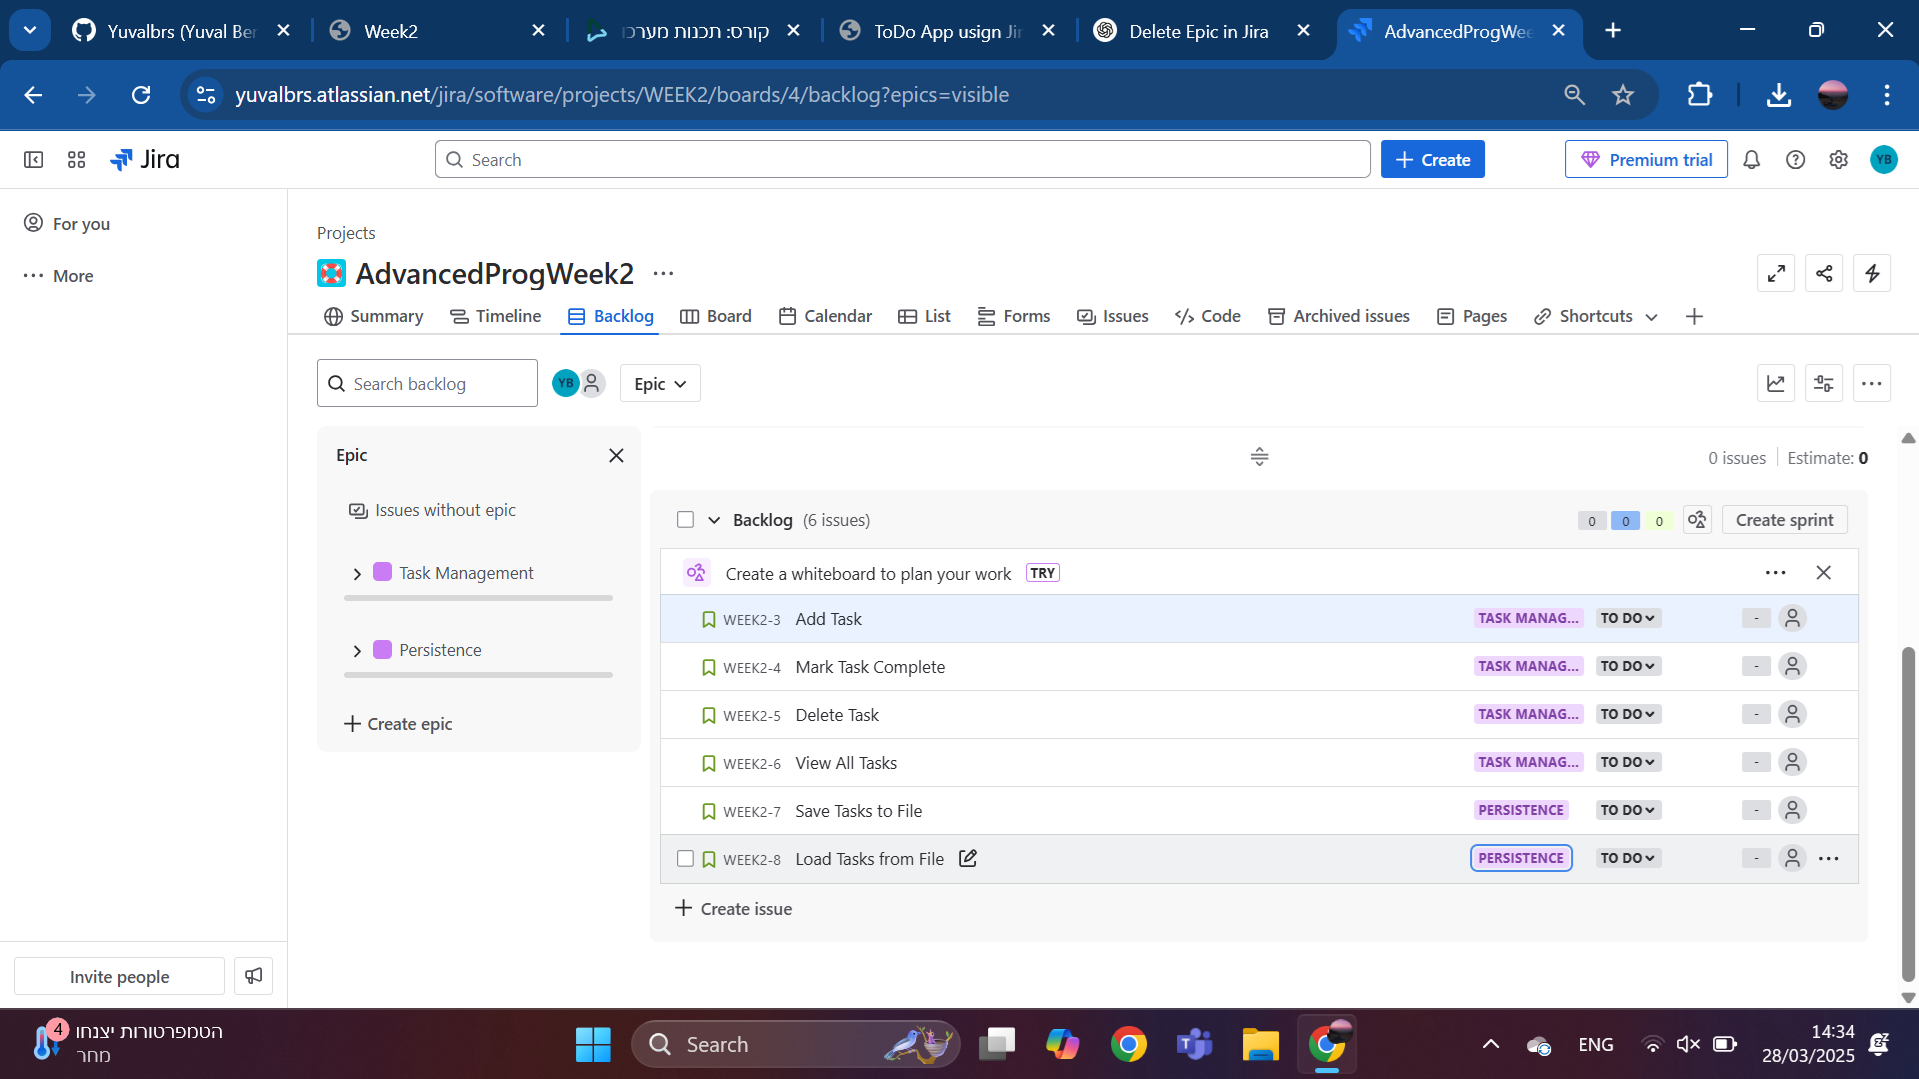 Yuvalbrs (Yuval Ber
Week2
קורס: תכנות מערכו
ToDo App usign Jir
Delete Epic in Jira
AdvancedProgWee
yuvalbrs.atlassian.net/jira/software/projects/WEEK2/boards/4/backlog?epics=visible
Jira
Search
Create
Premium trial
YB
For you
More
Projects
AdvancedProgWeek2
Summary
Timeline
Backlog
Board
Calendar
List
Forms
Issues
Code
Archived issues
Pages
Shortcuts
Search backlog
YB
Epic
Epic
Issues without epic
Task Management
Persistence
Create epic
0 issues
Estimate: 0
Backlog (6 issues)
0 0 0
Create sprint
Create a whiteboard to plan your work TRY
WEEK2-3 Add Task TASK MANAG... TO DO -
WEEK2-4 Mark Task Complete TASK MANAG... TO DO -
WEEK2-5 Delete Task TASK MANAG... TO DO -
WEEK2-6 View All Tasks TASK MANAG... TO DO -
WEEK2-7 Save Tasks to File PERSISTENCE TO DO -
WEEK2-8 Load Tasks from File PERSISTENCE TO DO -
Create issue
Invite people
4
הטמפרטורות יצנחו
מחר
Search
ENG
14:34
28/03/2025